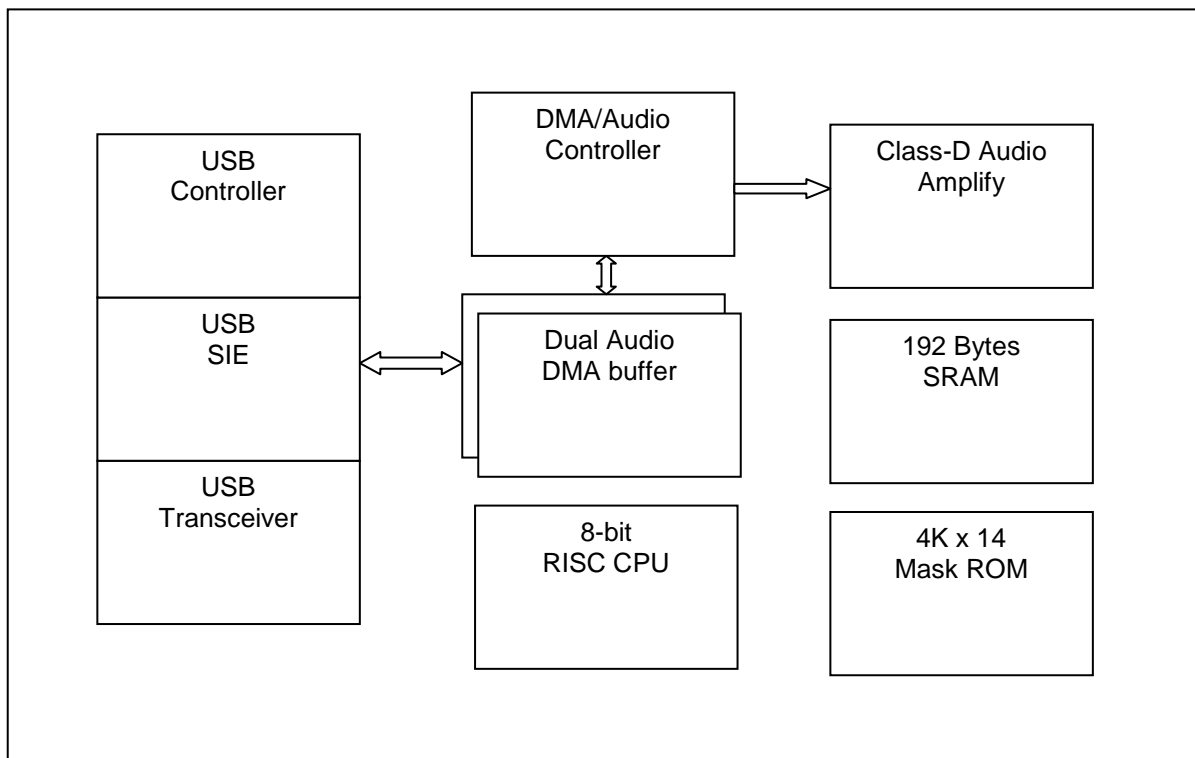 USB
Controller
USB
SIE
USB
Transceiver
DMA/Audio
Controller
Dual Audio
DMA buffer
8-bit
RISC CPU
Class-D Audio
Amplify
192 Bytes
SRAM
4K x 14
Mask ROM